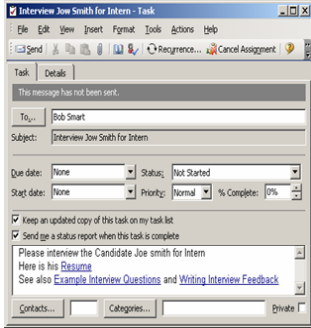 Interview Jow Smith for Intern - Task
File Edit View Insert Format Tools Actions Help
Send Recurrence... Cancel Assignment
Task Details
This message has not been sent.
To... Bob Smart
Subject: Interview Jow Smith for Intern
Due date: None Status: Not Started
Start date: None Priority: Normal % Complete: 0%
Keep an updated copy of this task on my task list
Send me a status report when this task is complete
Please interview the Candidate Joe smith for Intern
Here is his Resume
See also Example Interview Questions and Writing Interview Feedback
Contacts... Categories... Private